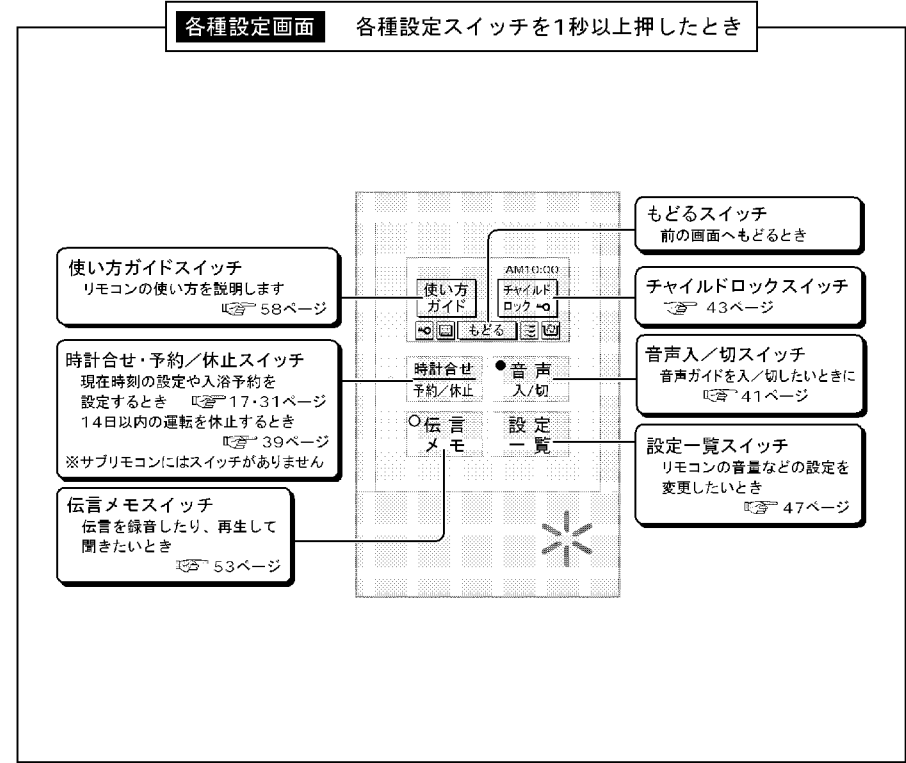 各種設定画面　各種設定スイッチを1秒以上押したとき
使い方ガイドスイッチ
リモコンの使い方を説明します
☞ 58ページ
時計合せ・予約／休止スイッチ
現在時刻の設定や入浴予約を
設定するとき ☞ 17・31ページ
14日以内の運転を休止するとき
☞ 39ページ
※サブリモコンにはスイッチがありません
伝言メモスイッチ
伝言を録音したり、再生して
聞きたいとき
☞ 53ページ
AM10:00
使い方
ガイド
チャイルド
ロック
もどる
時計合せ
予約／休止
音声
入／切
伝言
メモ
設定
一覧
もどるスイッチ
前の画面へもどるとき
チャイルドロックスイッチ
☞ 43ページ
音声入／切スイッチ
音声ガイドを入／切したいときに
☞ 41ページ
設定一覧スイッチ
リモコンの音量などの設定を
変更したいとき
☞ 47ページ